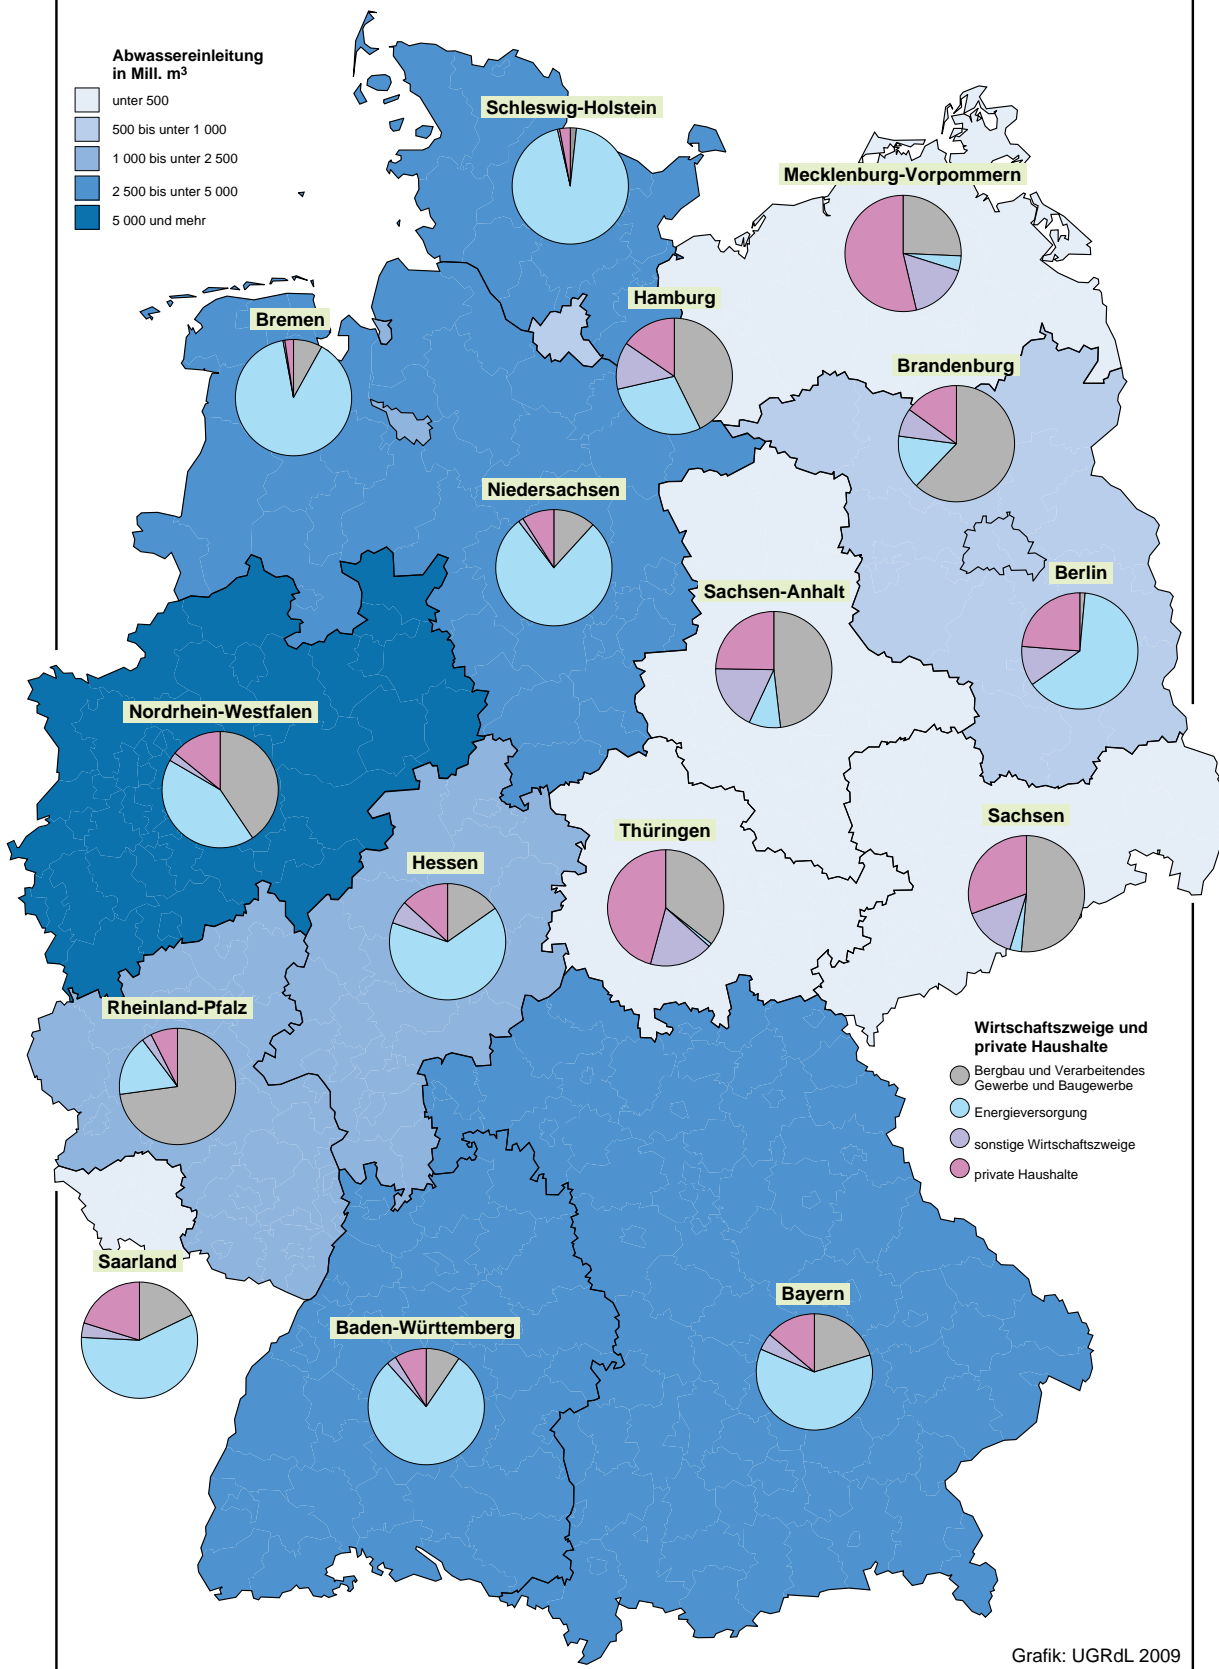 Abwassereinleitung
in Mill. m³
unter 500
500 bis unter 1 000
1 000 bis unter 2 500
2 500 bis unter 5 000
5 000 und mehr
Schleswig-Holstein
Mecklenburg-Vorpommern
Hamburg
Bremen
Brandenburg
Niedersachsen
Berlin
Sachsen-Anhalt
Nordrhein-Westfalen
Sachsen
Thüringen
Hessen
Rheinland-Pfalz
Wirtschaftszweige und
private Haushalte
Bergbau und Verarbeitendes
Gewerbe und Baugewerbe
Energieversorgung
sonstige Wirtschaftszweige
private Haushalte
Saarland
Bayern
Baden-Württemberg
Grafik: UGRdL 2009